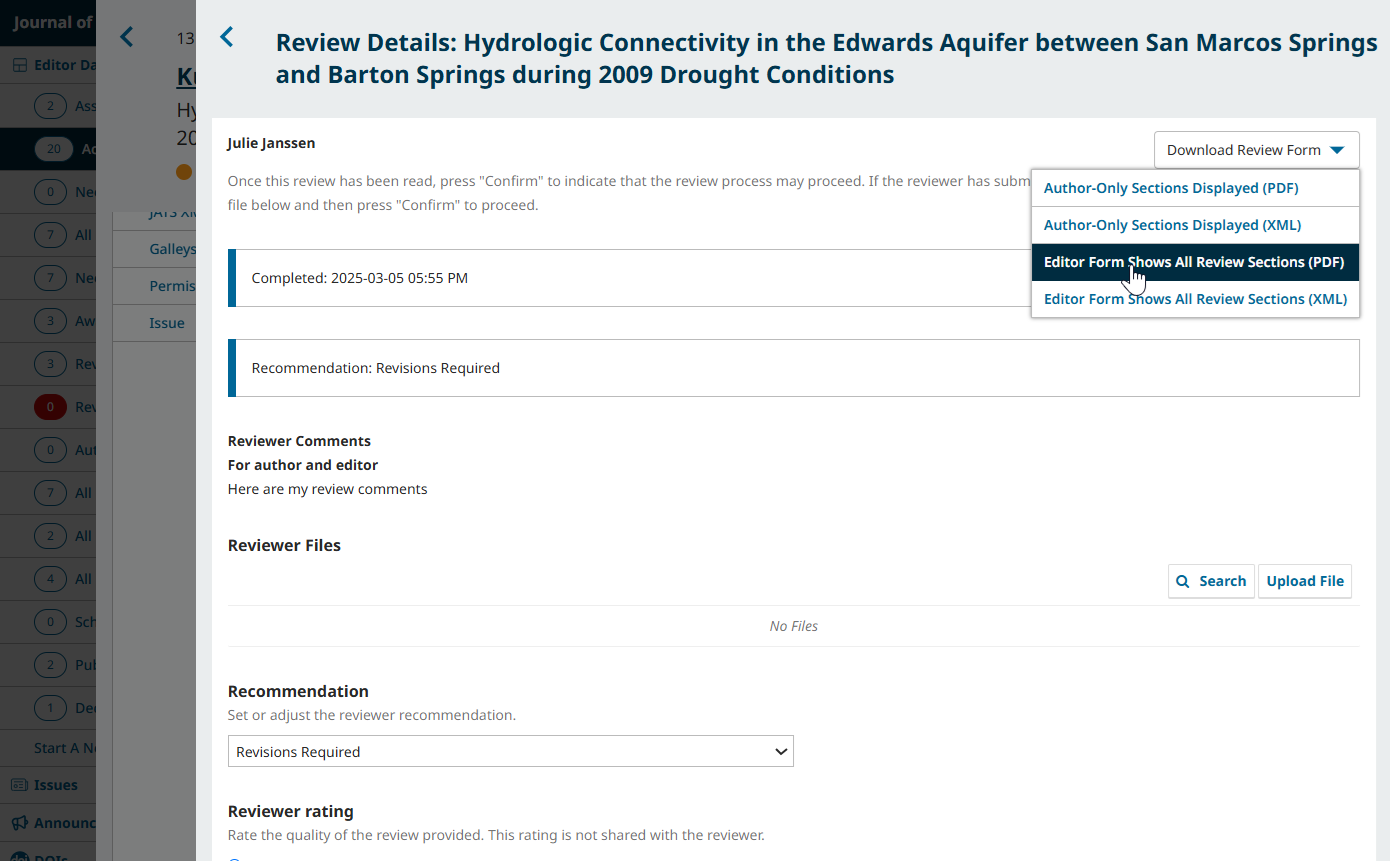 Journal of
Editor Da
2 Ass
20 Ac
0 Nee
7 All
7 Nee
3 Aw
3 Rev
0 Rev
0 Aut
7 All
2 All
4 All
0 Sch
2 Pub
1 Dec
Start A Ne
Issues
Announc
DOIs
13
Kn
Hy
20
JATS XM
Galleys
Permis
Issue
Review Details: Hydrologic Connectivity in the Edwards Aquifer between San Marcos Springs
and Barton Springs during 2009 Drought Conditions
Julie Janssen
Download Review Form
Once this review has been read, press "Confirm" to indicate that the review process may proceed. If the reviewer has subm
file below and then press "Confirm" to proceed.
Author-Only Sections Displayed (PDF)
Author-Only Sections Displayed (XML)
Editor Form Shows All Review Sections (PDF)
Editor Form Shows All Review Sections (XML)
Completed: 2025-03-05 05:55 PM
Recommendation: Revisions Required
Reviewer Comments
For author and editor
Here are my review comments
Reviewer Files
Search
Upload File
No Files
Recommendation
Set or adjust the reviewer recommendation.
Revisions Required
Reviewer rating
Rate the quality of the review provided. This rating is not shared with the reviewer.